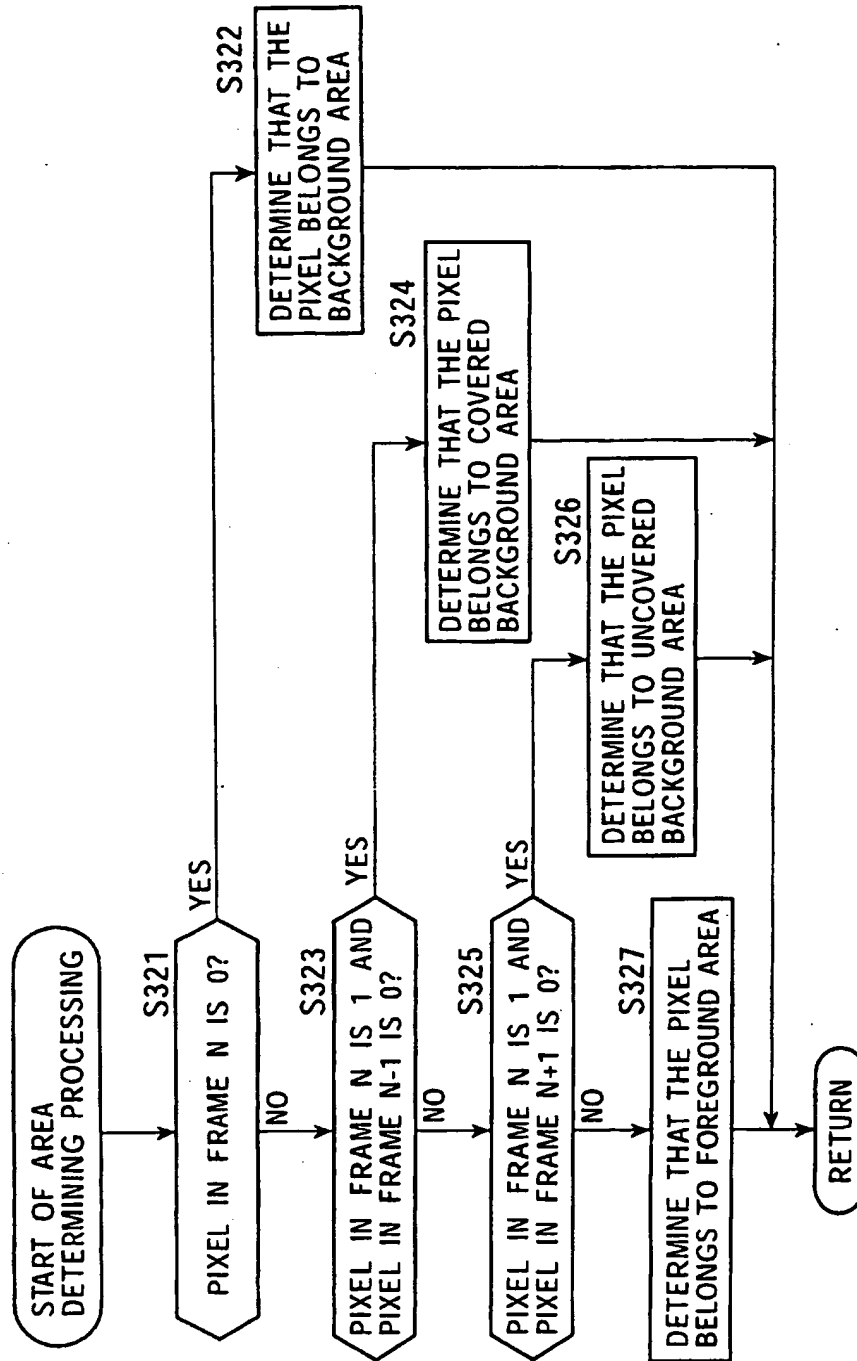 START OF AREA
DETERMINING PROCESSING
S321
PIXEL IN FRAME N IS 0?
YES
NO
S322
DETERMINE THAT THE
PIXEL BELONGS TO
BACKGROUND AREA
S323
PIXEL IN FRAME N IS 1 AND
PIXEL IN FRAME N-1 IS 0?
YES
NO
S324
DETERMINE THAT THE PIXEL
BELONGS TO COVERED
BACKGROUND AREA
S325
PIXEL IN FRAME N IS 1 AND
PIXEL IN FRAME N+1 IS 0?
YES
NO
S326
DETERMINE THAT THE PIXEL
BELONGS TO UNCOVERED
BACKGROUND AREA
S327
DETERMINE THAT THE PIXEL
BELONGS TO FOREGROUND AREA
RETURN